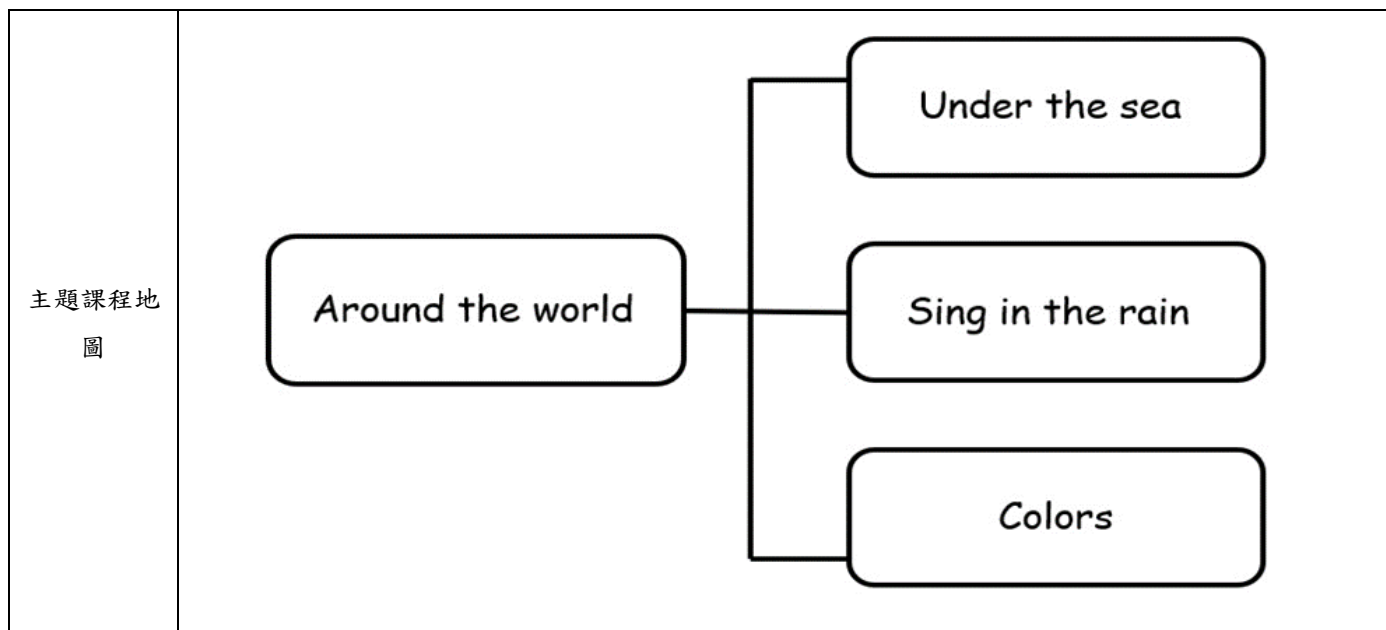 主題課程地
圖
Around the world
Under the sea
Sing in the rain
Colors